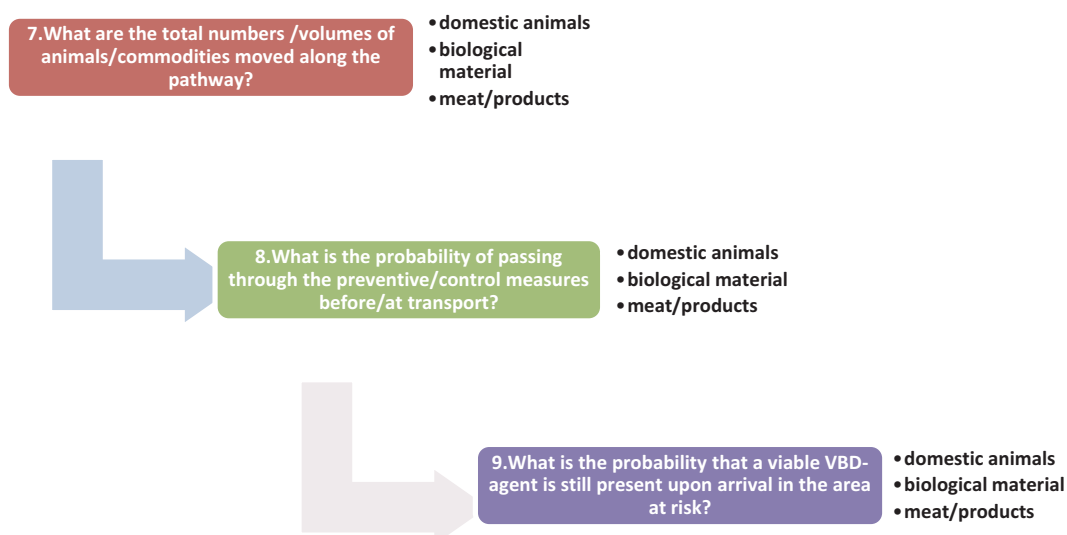 7.What are the total numbers /volumes of
animals/commodities moved along the
pathway?
•domestic animals
•biological
material
•meat/products
8.What is the probability of passing
through the preventive/control measures
before/at transport?
•domestic animals
•biological material
•meat/products
9.What is the probability that a viable VBD-
agent is still present upon arrival in the area
at risk?
•domestic animals
•biological material
•meat/products